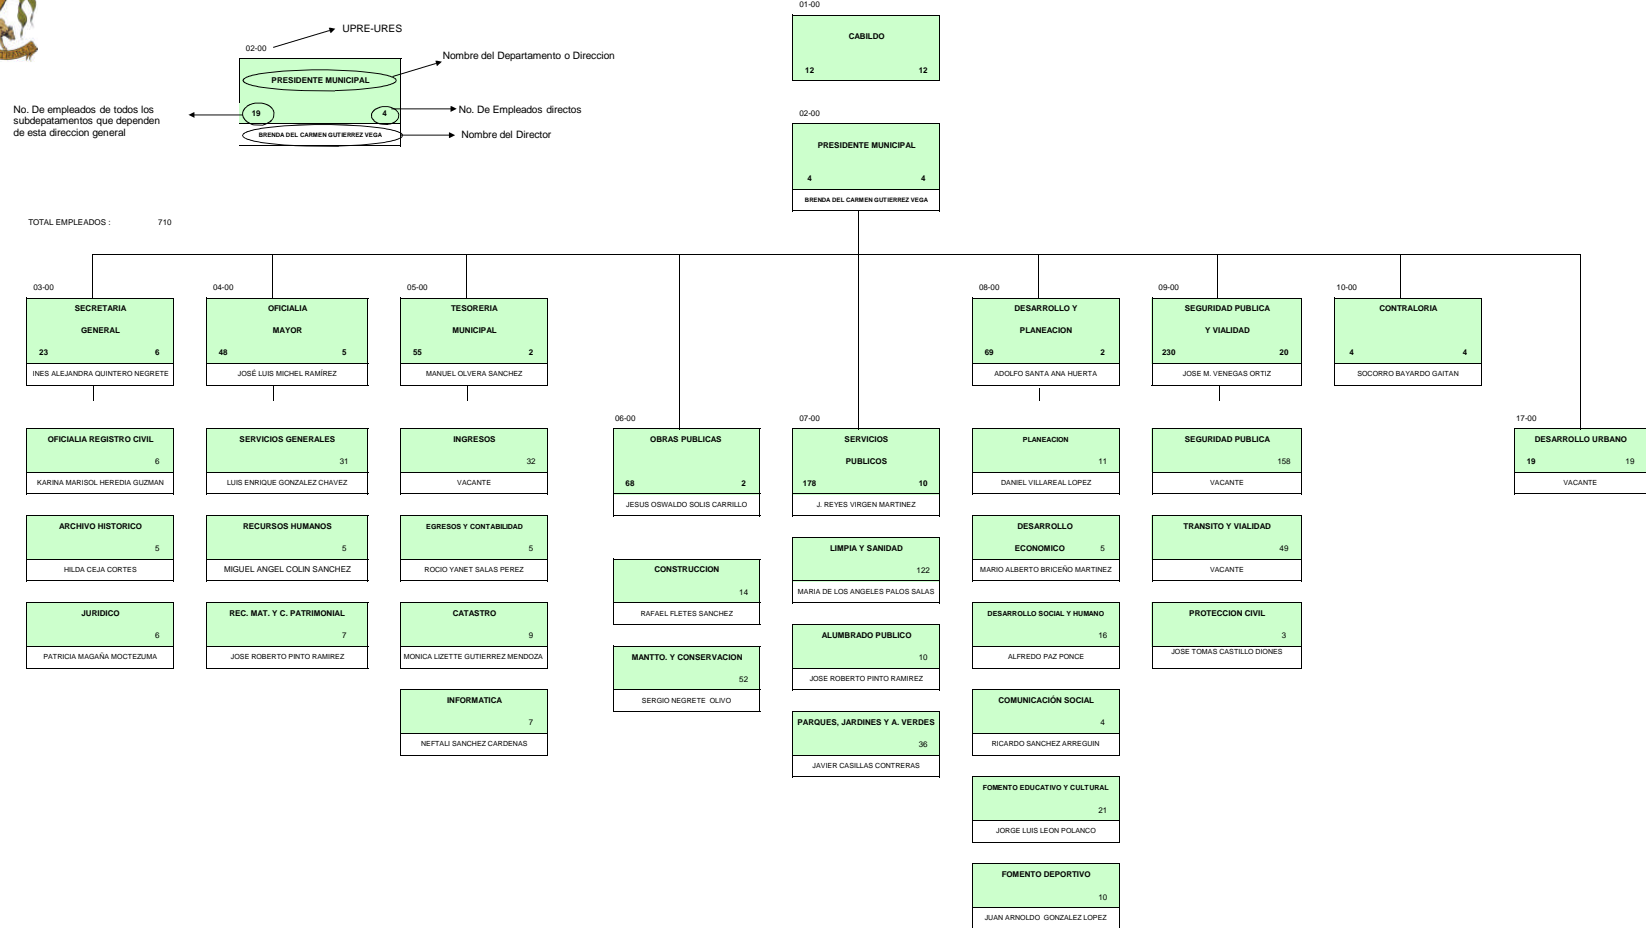 01-00
CABILDO
12 12
UPRE-URES
02-00
Nombre del Departamento o Direccion
PRESIDENTE MUNICIPAL
No. De empleados de todos los
subdepatamentos que dependen
de esta direccion general
19 4
No. De Empleados directos
BRENDA DEL CARMEN GUTIERREZ VEGA
Nombre del Director
02-00
PRESIDENTE MUNICIPAL
4 4
BRENDA DEL CARMEN GUTIERREZ VEGA
TOTAL EMPLEADOS : 710
03-00
SECRETARIA
GENERAL
23 6
INES ALEJANDRA QUINTERO NEGRETE
OFICIALIA REGISTRO CIVIL
6
KARINA MARISOL HEREDIA GUZMAN
ARCHIVO HISTORICO
5
HILDA CEJA CORTES
JURIDICO
6
PATRICIA MAGAÑA MOCTEZUMA
04-00
OFICIALIA
MAYOR
48 5
JOSÉ LUIS MICHEL RAMÍREZ
SERVICIOS GENERALES
31
LUIS ENRIQUE GONZALEZ CHAVEZ
RECURSOS HUMANOS
5
MIGUEL ANGEL COLIN SANCHEZ
REC. MAT. Y C. PATRIMONIAL
7
JOSE ROBERTO PINTO RAMIREZ
05-00
TESORERIA
MUNICIPAL
55 2
MANUEL OLVERA SANCHEZ
INGRESOS
32
VACANTE
EGRESOS Y CONTABILIDAD
5
ROCIO YANET SALAS PEREZ
CATASTRO
9
MONICA LIZETTE GUTIERREZ MENDOZA
INFORMATICA
7
NEFTALI SANCHEZ CARDENAS
06-00
OBRAS PUBLICAS
68 2
JESUS OSWALDO SOLIS CARRILLO
CONSTRUCCION
14
RAFAEL FLETES SANCHEZ
MANTTO. Y CONSERVACION
52
SERGIO NEGRETE OLIVO
07-00
SERVICIOS
PUBLICOS
178 10
J. REYES VIRGEN MARTINEZ
LIMPIA Y SANIDAD
122
MARIA DE LOS ANGELES PALOS SALAS
ALUMBRADO PUBLICO
10
JOSE ROBERTO PINTO RAMIREZ
PARQUES, JARDINES Y A. VERDES
36
JAVIER CASILLAS CONTRERAS
08-00
DESARROLLO Y
PLANEACION
69 2
ADOLFO SANTA ANA HUERTA
PLANEACION
11
DANIEL VILLAREAL LOPEZ
DESARROLLO
ECONOMICO 5
MARIO ALBERTO BRICEÑO MARTINEZ
DESARROLLO SOCIAL Y HUMANO
16
ALFREDO PAZ PONCE
COMUNICACIÓN SOCIAL
4
RICARDO SANCHEZ ARREGUIN
FOMENTO EDUCATIVO Y CULTURAL
21
JORGE LUIS LEON POLANCO
FOMENTO DEPORTIVO
10
JUAN ARNOLDO GONZALEZ LOPEZ
09-00
SEGURIDAD PUBLICA
Y VIALIDAD
230 20
JOSE M. VENEGAS ORTIZ
SEGURIDAD PUBLICA
158
VACANTE
TRANSITO Y VIALIDAD
49
VACANTE
PROTECCION CIVIL
3
JOSE TOMAS CASTILLO DIONES
10-00
CONTRALORIA
4 4
SOCORRO BAYARDO GAITAN
17-00
DESARROLLO URBANO
19 19
VACANTE